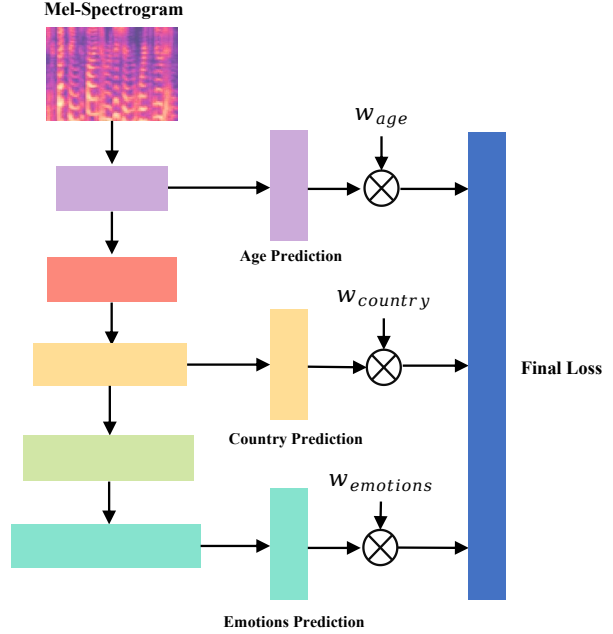 Mel-Spectrogram
w_age
Age Prediction
w_country
Final Loss
Country Prediction
w_emotions
Emotions Prediction